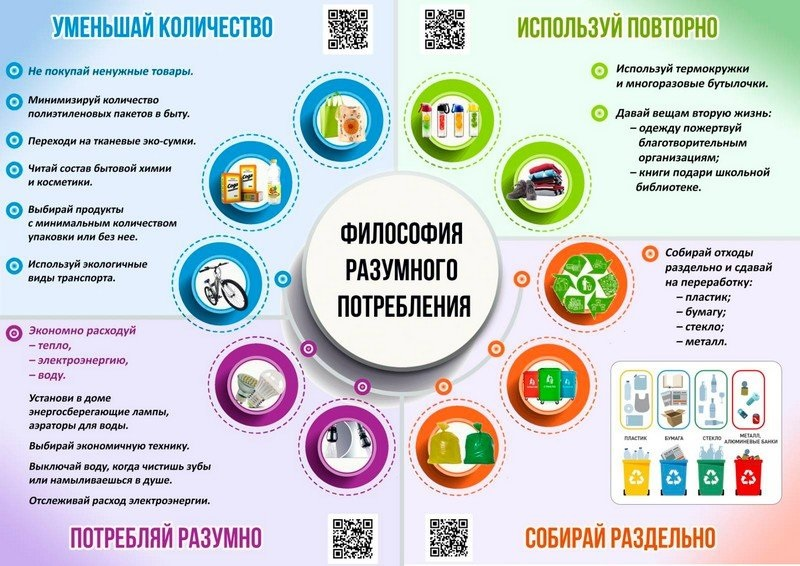 УМЕНЬШАЙ КОЛИЧЕСТВО
Не покупай ненужные товары.
Минимизируй количество
полиэтиленовых пакетов в быту.
Переходи на тканевые эко-сумки.
Читай состав бытовой химии
и косметики.
Выбирай продукты
с минимальным количеством
упаковки или без нее.
Используй экологичные
виды транспорта.
ИСПОЛЬЗУЙ ПОВТОРНО
Используй термокружки
и многоразовые бутылочки.
Давай вещам вторую жизнь:
– одежду пожертвуй
благотворительным
организациям;
– книги подари школьной
библиотеке.
ФИЛОСОФИЯ
РАЗУМНОГО
ПОТРЕБЛЕНИЯ
Экономно расходуй
– тепло,
– электроэнергию,
– воду.
Установи в доме
энергосберегающие лампы,
аэраторы для воды.
Выбирай экономичную технику.
Выключай воду, когда чистишь зубы
или намыливаешься в душе.
Отслеживай расход электроэнергии.
ПОТРЕБЛЯЙ РАЗУМНО
Собирай отходы
раздельно и сдавай
на переработку:
– пластик;
– бумагу;
– стекло;
– металл.
ПЛАСТИК
БУМАГА
СТЕКЛО
МЕТАЛЛ,
АЛЮМИНЕВЫЕ БАНКИ
СОБИРАЙ РАЗДЕЛЬНО